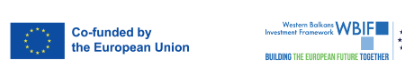 Co-funded by
the European Union
Western Balkans
Investment Framework
WBIF
BUILDING THE EUROPEAN FUTURE TOGETHER